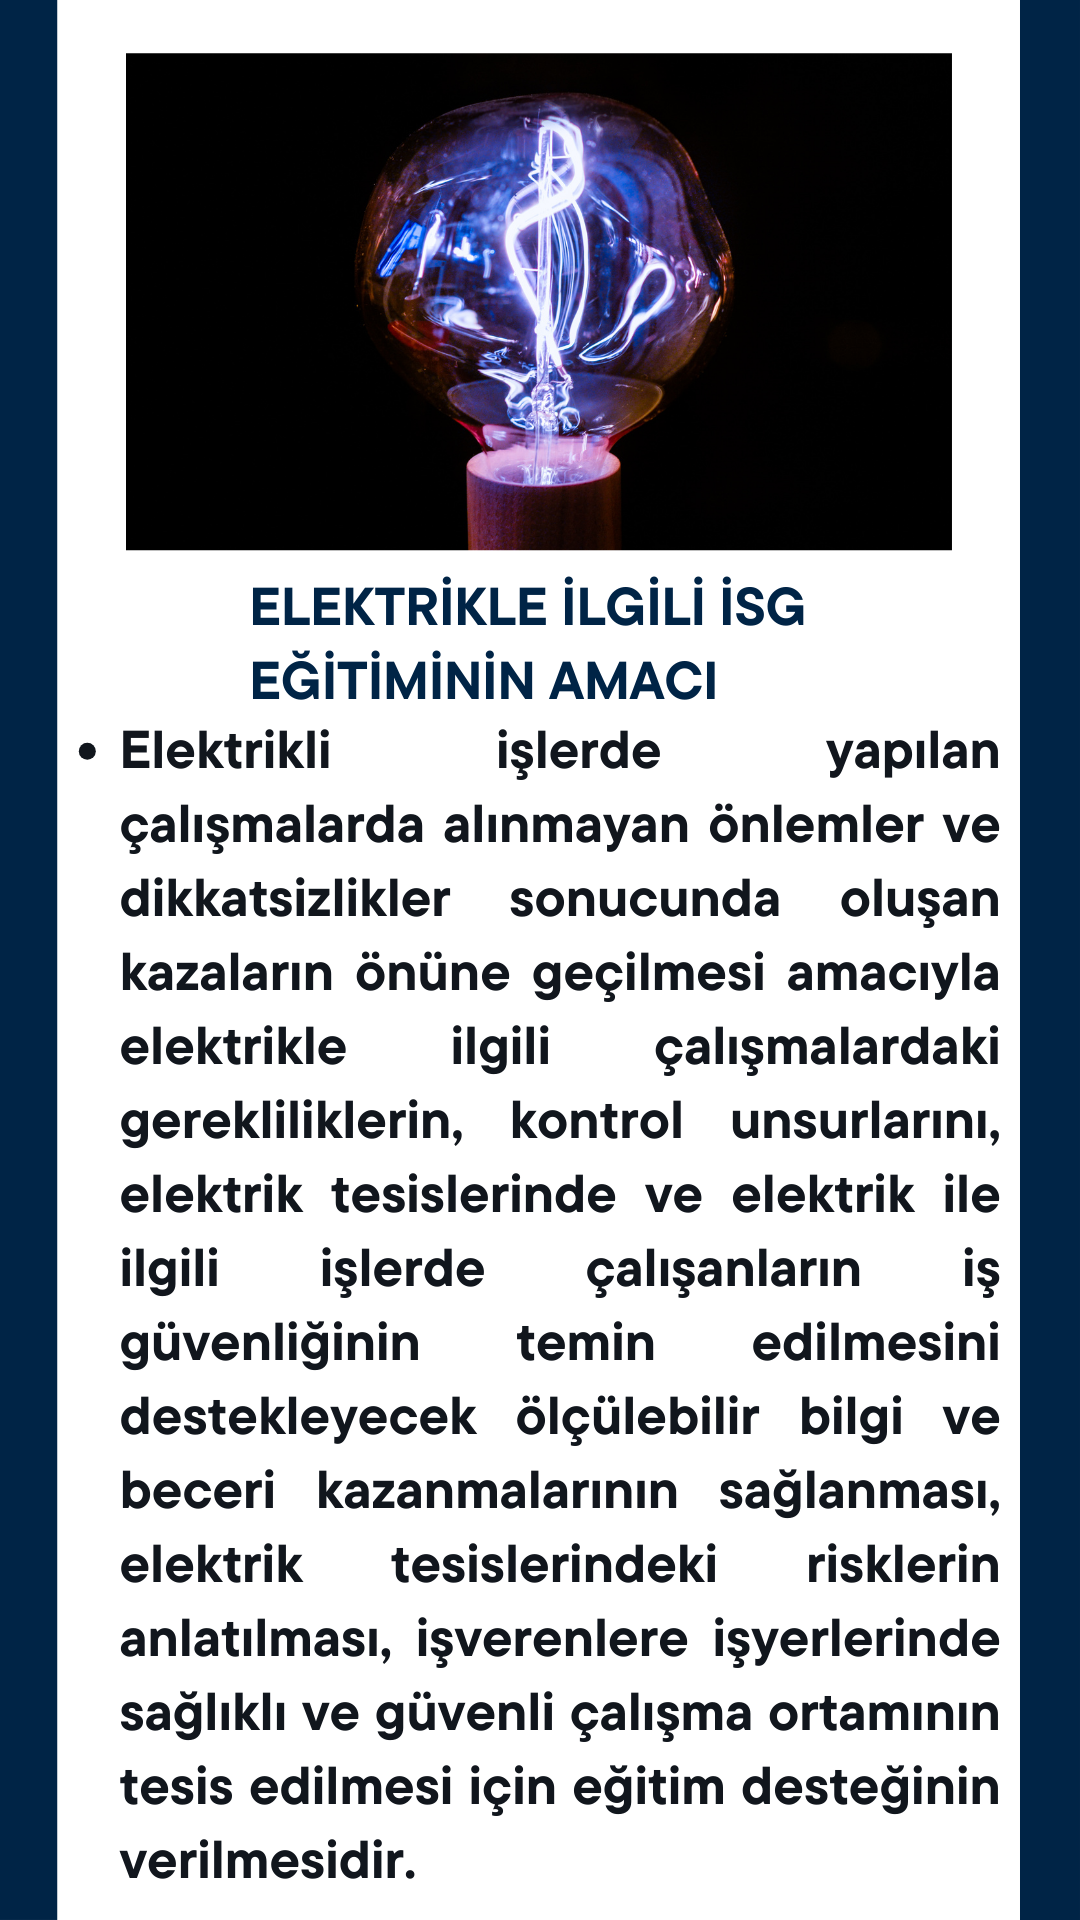 ELEKTRİKLE İLGİLİ İSG
EĞİTİMİNİN AMACI
• Elektrikli işlerde yapılan
çalışmalarda alınmayan önlemler ve
dikkatsizlikler sonucunda oluşan
kazaların önüne geçilmesi amacıyla
elektrikle ilgili çalışmalardaki
gerekliliklerin, kontrol unsurlarını,
elektrik tesislerinde ve elektrik ile
ilgili işlerde çalışanların iş
güvenliğinin temin edilmesini
destekleyecek ölçülebilir bilgi ve
beceri kazanmalarının sağlanması,
elektrik tesislerindeki risklerin
anlatılması, işverenlere işyerlerinde
sağlıklı ve güvenli çalışma ortamının
tesis edilmesi için eğitim desteğinin
verilmesidir.